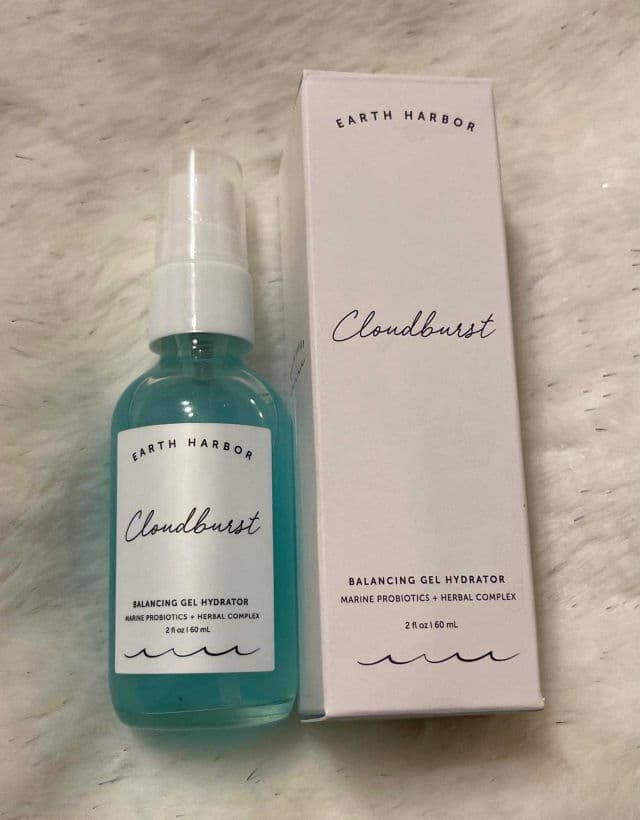 EARTH HARBOR
Cloudburst
BALANCING GEL HYDRATOR
MARINE PROBIOTICS + HERBAL COMPLEX
2 fl oz | 60 mL
EARTH HARBOR
Cloudburst
BALANCING GEL HYDRATOR
MARINE PROBIOTICS + HERBAL COMPLEX
2 fl oz | 60 mL